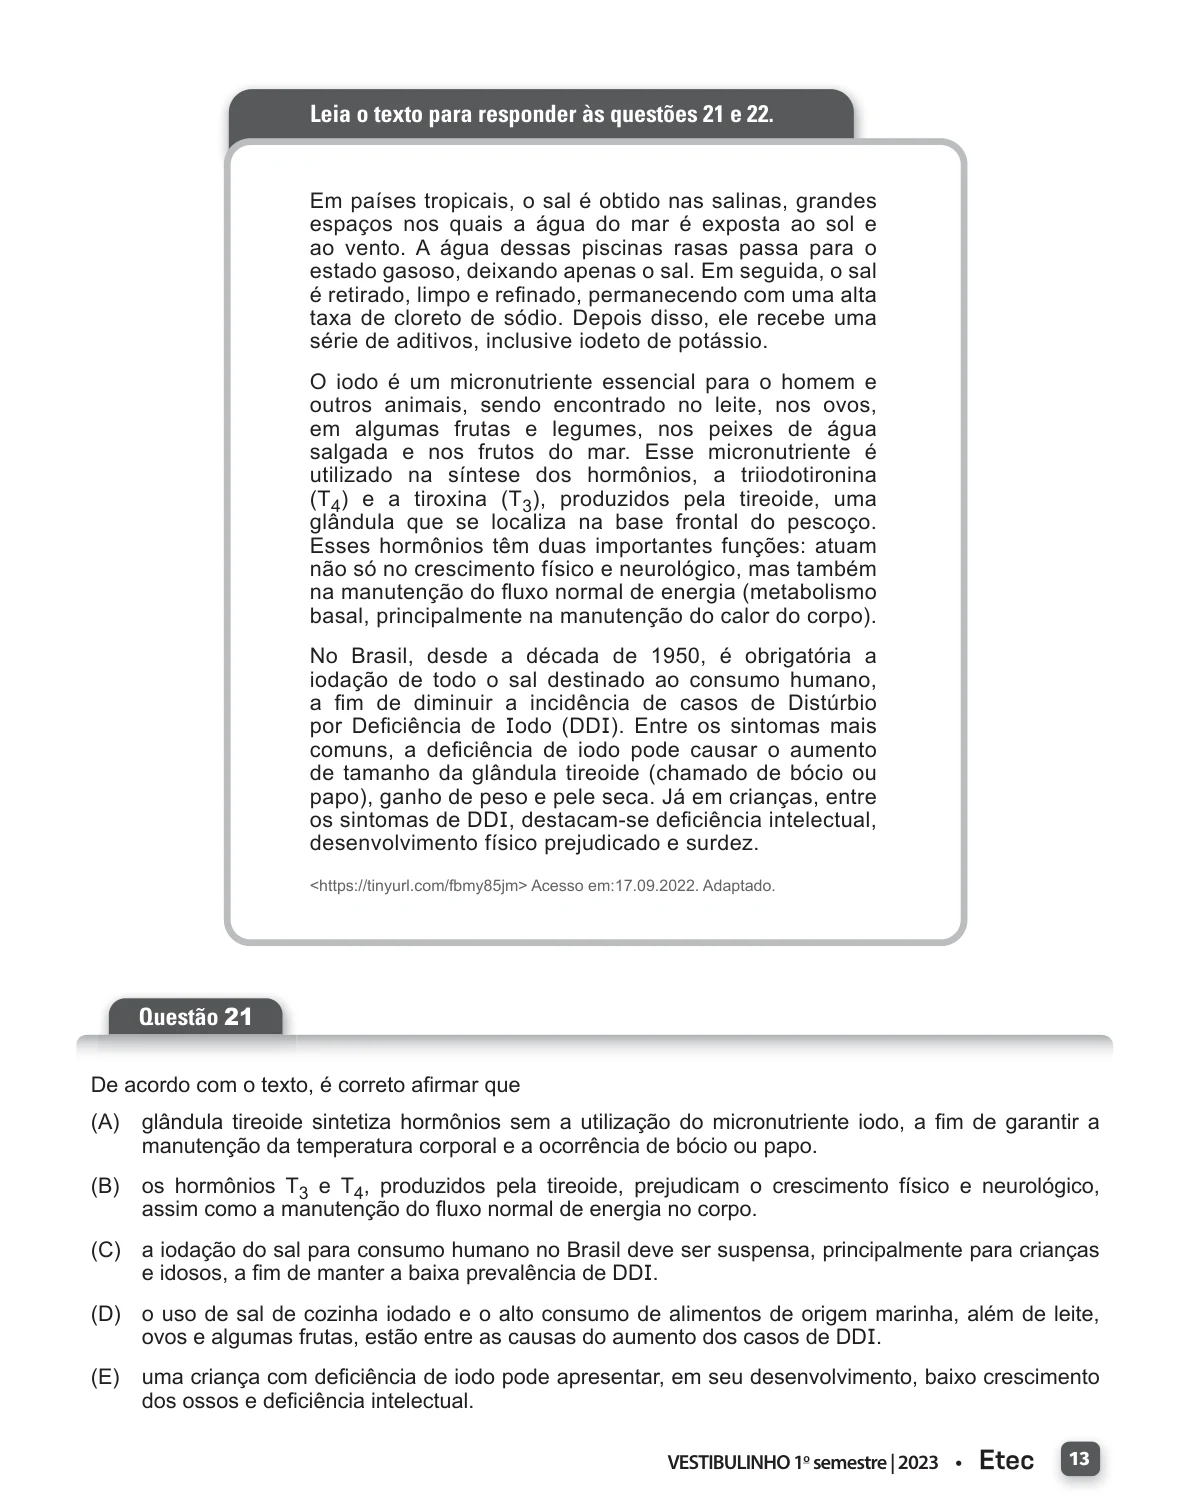 Leia o texto para responder às questões 21 e 22.
Em países tropicais, o sal é obtido nas salinas, grandes
espaços nos quais a água do mar é exposta ao sol e
ao vento. A água dessas piscinas rasas passa para o
estado gasoso, deixando apenas o sal. Em seguida, o sal
é retirado, limpo e refinado, permanecendo com uma alta
taxa de cloreto de sódio. Depois disso, ele recebe uma
série de aditivos, inclusive iodeto de potássio.
O iodo é um micronutriente essencial para o homem e
outros animais, sendo encontrado no leite, nos ovos,
em algumas frutas e legumes, nos peixes de água
salgada e nos frutos do mar. Esse micronutriente é
utilizado na síntese dos hormônios, a triiodotironina
(T4) e a tiroxina (T3), produzidos pela tireoide, uma
glândula que se localiza na base frontal do pescoço.
Esses hormônios têm duas importantes funções: atuam
não só no crescimento físico e neurológico, mas também
na manutenção do fluxo normal de energia (metabolismo
basal, principalmente na manutenção do calor do corpo).
No Brasil, desde a década de 1950, é obrigatória a
iodação de todo o sal destinado ao consumo humano,
a fim de diminuir a incidência de casos de Distúrbio
por Deficiência de Iodo (DDI). Entre os sintomas mais
comuns, a deficiência de iodo pode causar o aumento
de tamanho da glândula tireoide (chamado de bócio ou
papo), ganho de peso e pele seca. Já em crianças, entre
os sintomas de DDI, destacam-se deficiência intelectual,
desenvolvimento físico prejudicado e surdez.
<https://tinyurl.com/fbmy85jm> Acesso em:17.09.2022. Adaptado.
Questão 21
De acordo com o texto, é correto afirmar que
(A) glândula tireoide sintetiza hormônios sem a utilização do micronutriente iodo, a fim de garantir a
manutenção da temperatura corporal e a ocorrência de bócio ou papo.
(B) os hormônios T3 e T4, produzidos pela tireoide, prejudicam o crescimento físico e neurológico,
assim como a manutenção do fluxo normal de energia no corpo.
(C) a iodação do sal para consumo humano no Brasil deve ser suspensa, principalmente para crianças
e idosos, a fim de manter a baixa prevalência de DDI.
(D) o uso de sal de cozinha iodado e o alto consumo de alimentos de origem marinha, além de leite,
ovos e algumas frutas, estão entre as causas do aumento dos casos de DDI.
(E) uma criança com deficiência de iodo pode apresentar, em seu desenvolvimento, baixo crescimento
dos ossos e deficiência intelectual.
VESTIBULINHO 1º semestre | 2023 • Etec 13